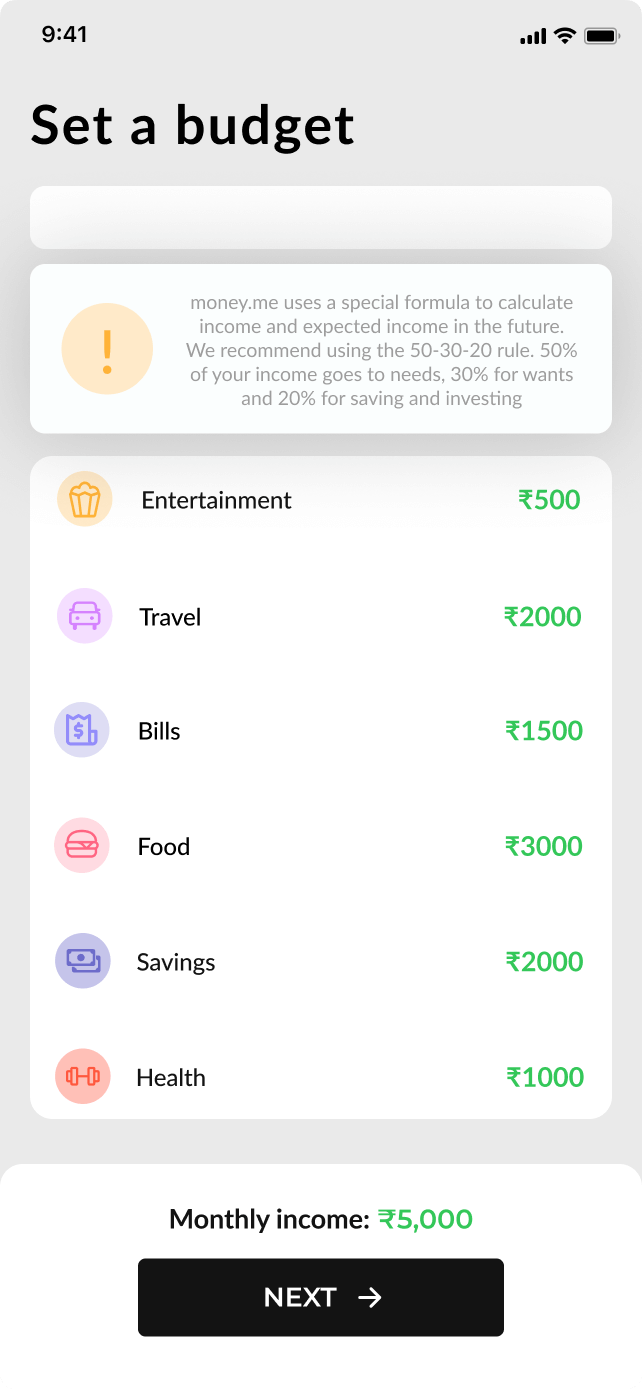 9:41
Set a budget
money.me uses a special formula to calculate
income and expected income in the future.
We recommend using the 50-30-20 rule. 50%
of your income goes to needs, 30% for wants
and 20% for saving and investing
Entertainment ₹500
Travel ₹2000
Bills ₹1500
Food ₹3000
Savings ₹2000
Health ₹1000
Monthly income: ₹5,000
NEXT →